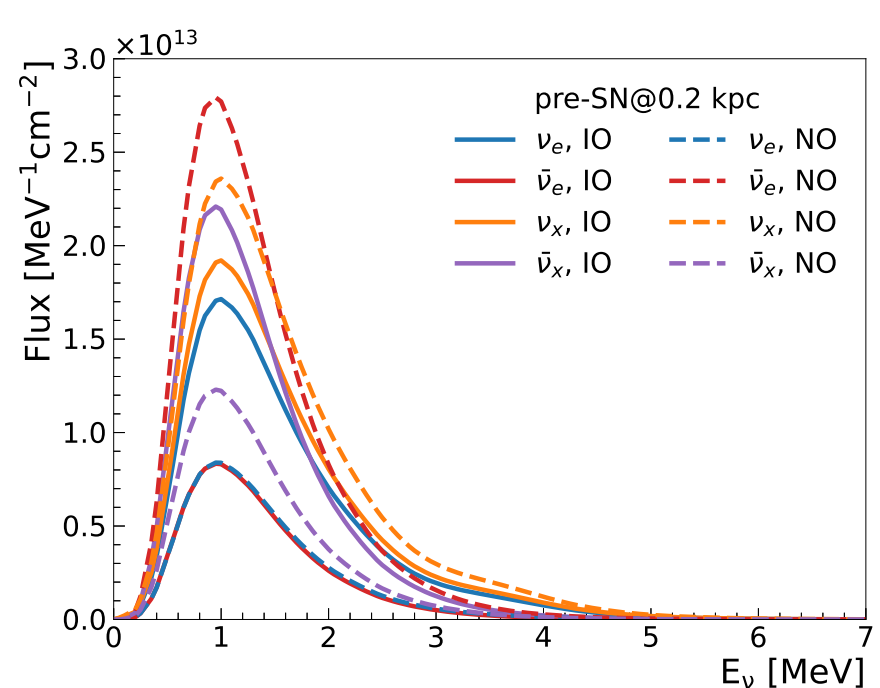 ×10¹³
Flux [MeV⁻¹cm⁻²]
3.0
2.5
2.0
1.5
1.0
0.5
0.0
pre-SN@0.2 kpc
νₑ, IO νₑ, NO
ν̄ₑ, IO ν̄ₑ, NO
νₓ, IO νₓ, NO
ν̄ₓ, IO ν̄ₓ, NO
0 1 2 3 4 5 6 7
Eᵥ [MeV]